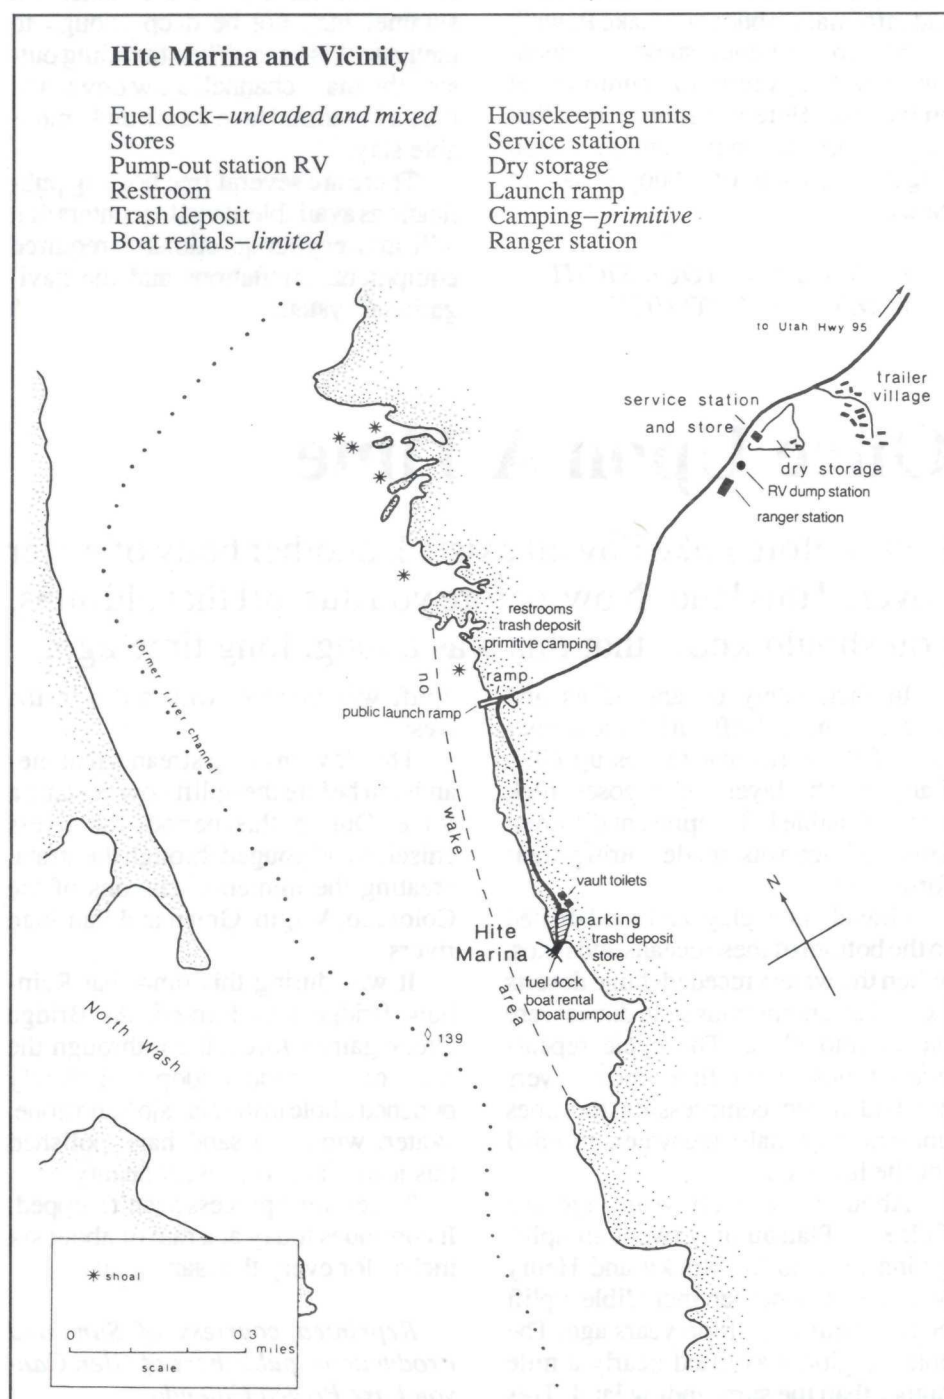 Hite Marina and Vicinity
Fuel dock–unleaded and mixed
Stores
Pump-out station RV
Restrooms
Trash deposit
Boat rentals–limited
Housekeeping units
Service station
Dry storage
Launch ramp
Camping–primitive
Ranger station
to Utah Hwy 95
trailer
village
service station
and store
dry storage
RV dump station
ranger station
restrooms
trash deposit
primitive camping
ramp
public launch ramp
former river channel
no wake area
vault toilets
parking
trash deposit
store
Hite
Marina
fuel dock
boat rental
boat pumpout
N
139
North Wash
shoal
0 0.3
miles
scale